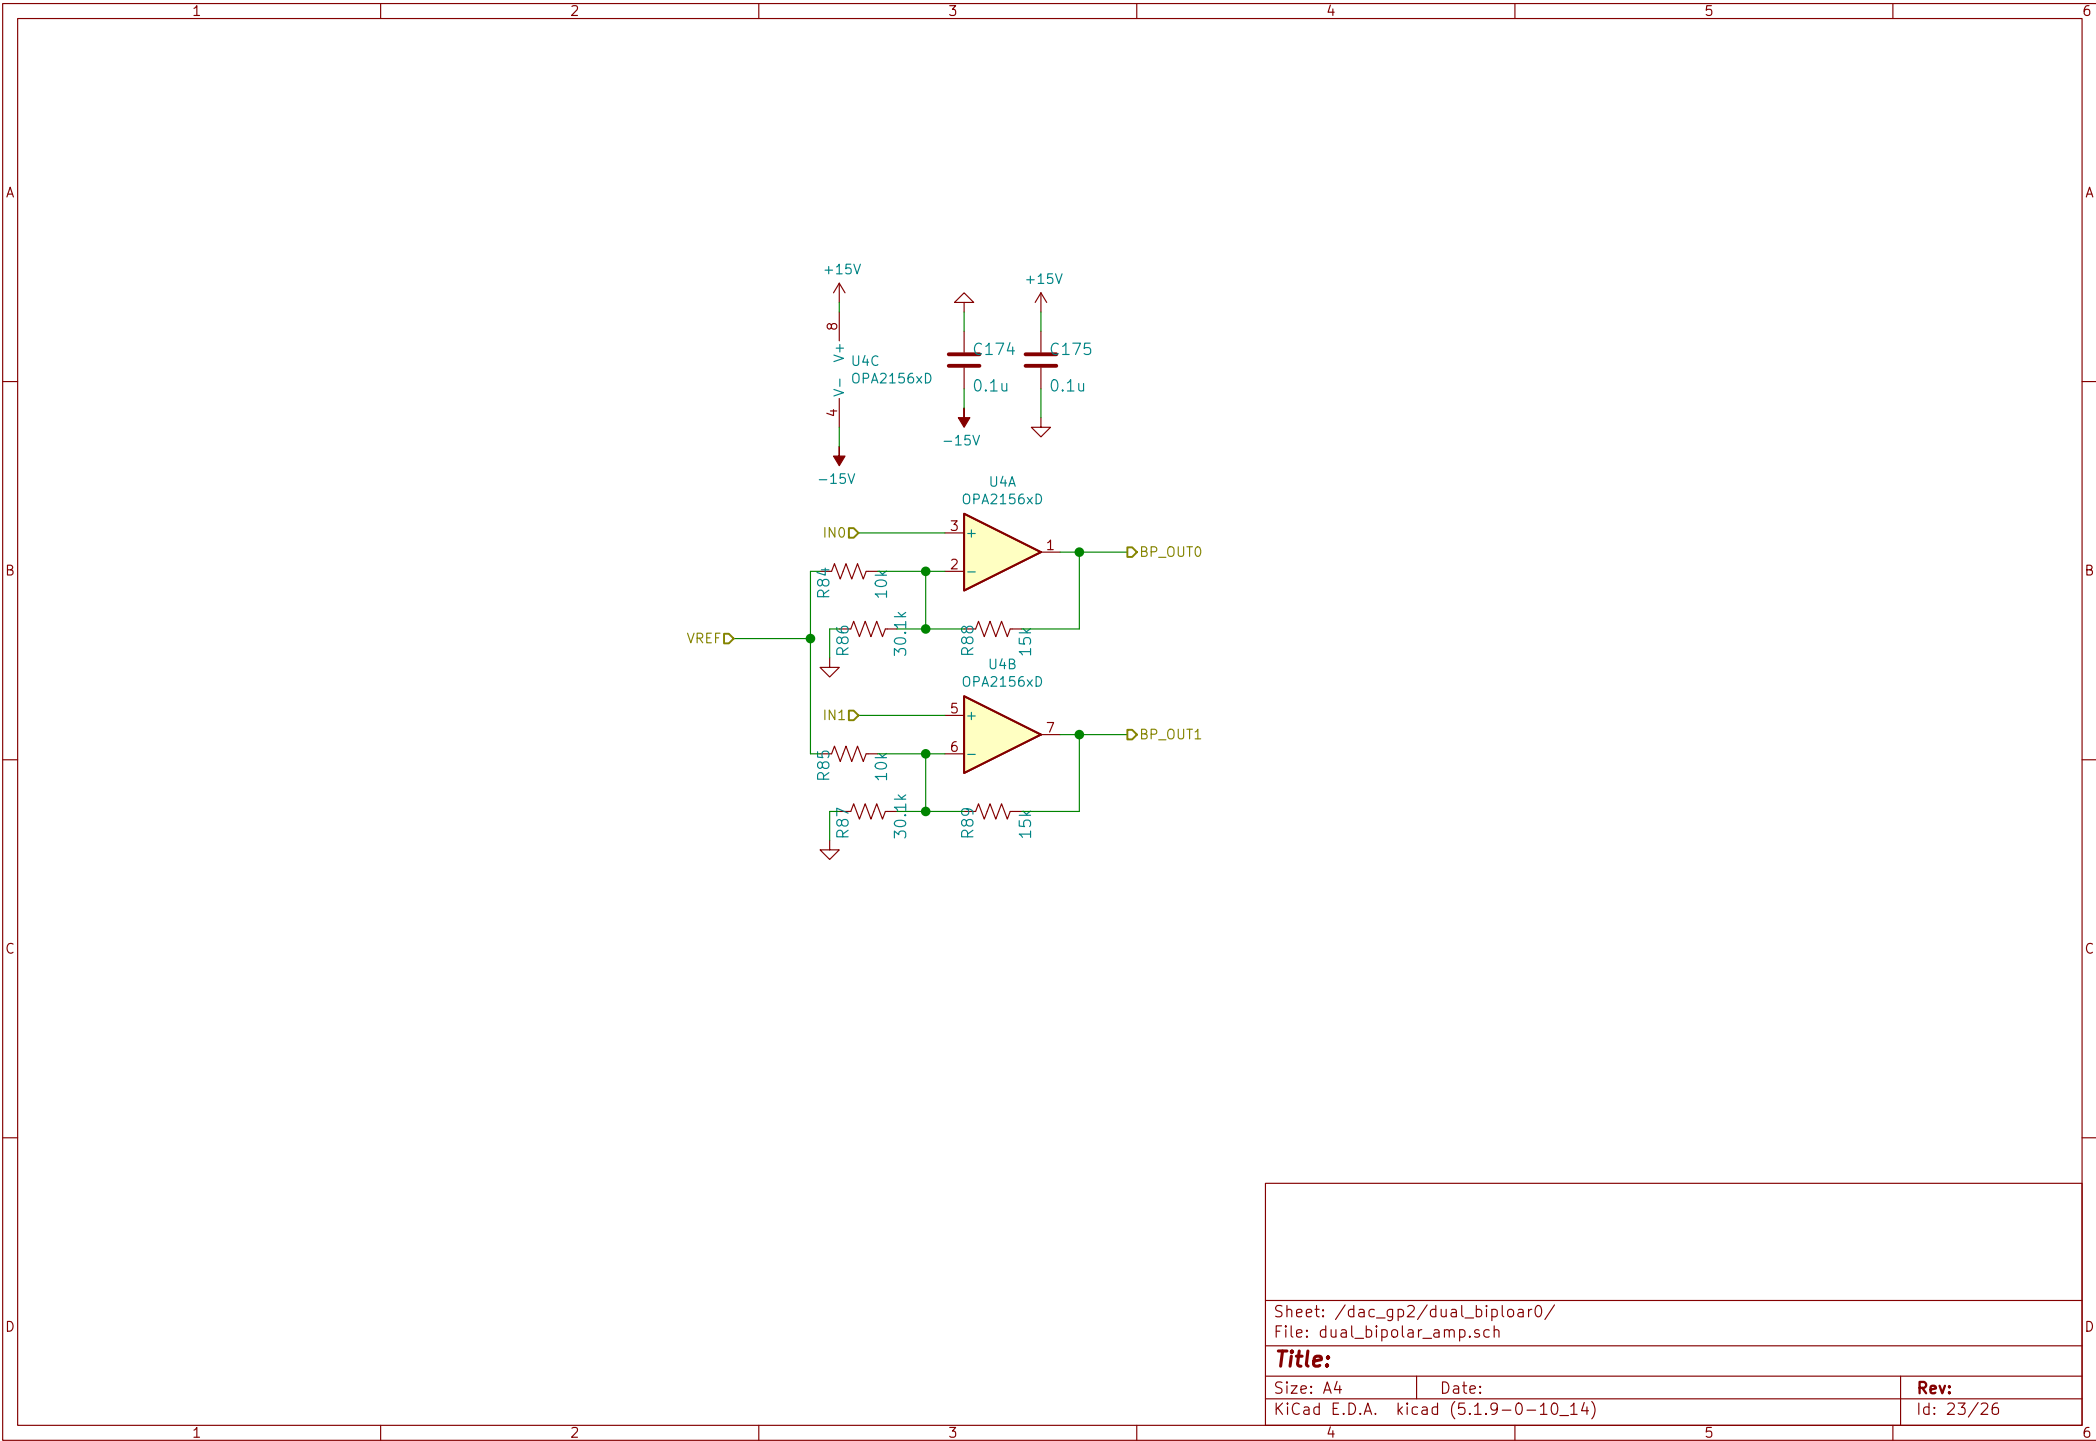 1 2 3 4 5 6
A A
+15V
+15V
8
V+
C174
C175
U4C
OPA2156xD
V-
0.1u
0.1u
4
-15V
-15V
U4A
OPA2156xD
IN0
3
+
1
BP_OUT0
B B
2
-
R84
10k
R86
30.1k
R88
15k
VREF
U4B
OPA2156xD
IN1
5
+
7
BP_OUT1
6
-
R85
10k
R87
30.1k
R89
15k
C C
Sheet: /dac_gp2/dual_biploar0/
D D
File: dual_bipolar_amp.sch
Title:
Size: A4 Date: Rev:
KiCad E.D.A. kicad (5.1.9-0-10_14) Id: 23/26
1 2 3 4 5 6